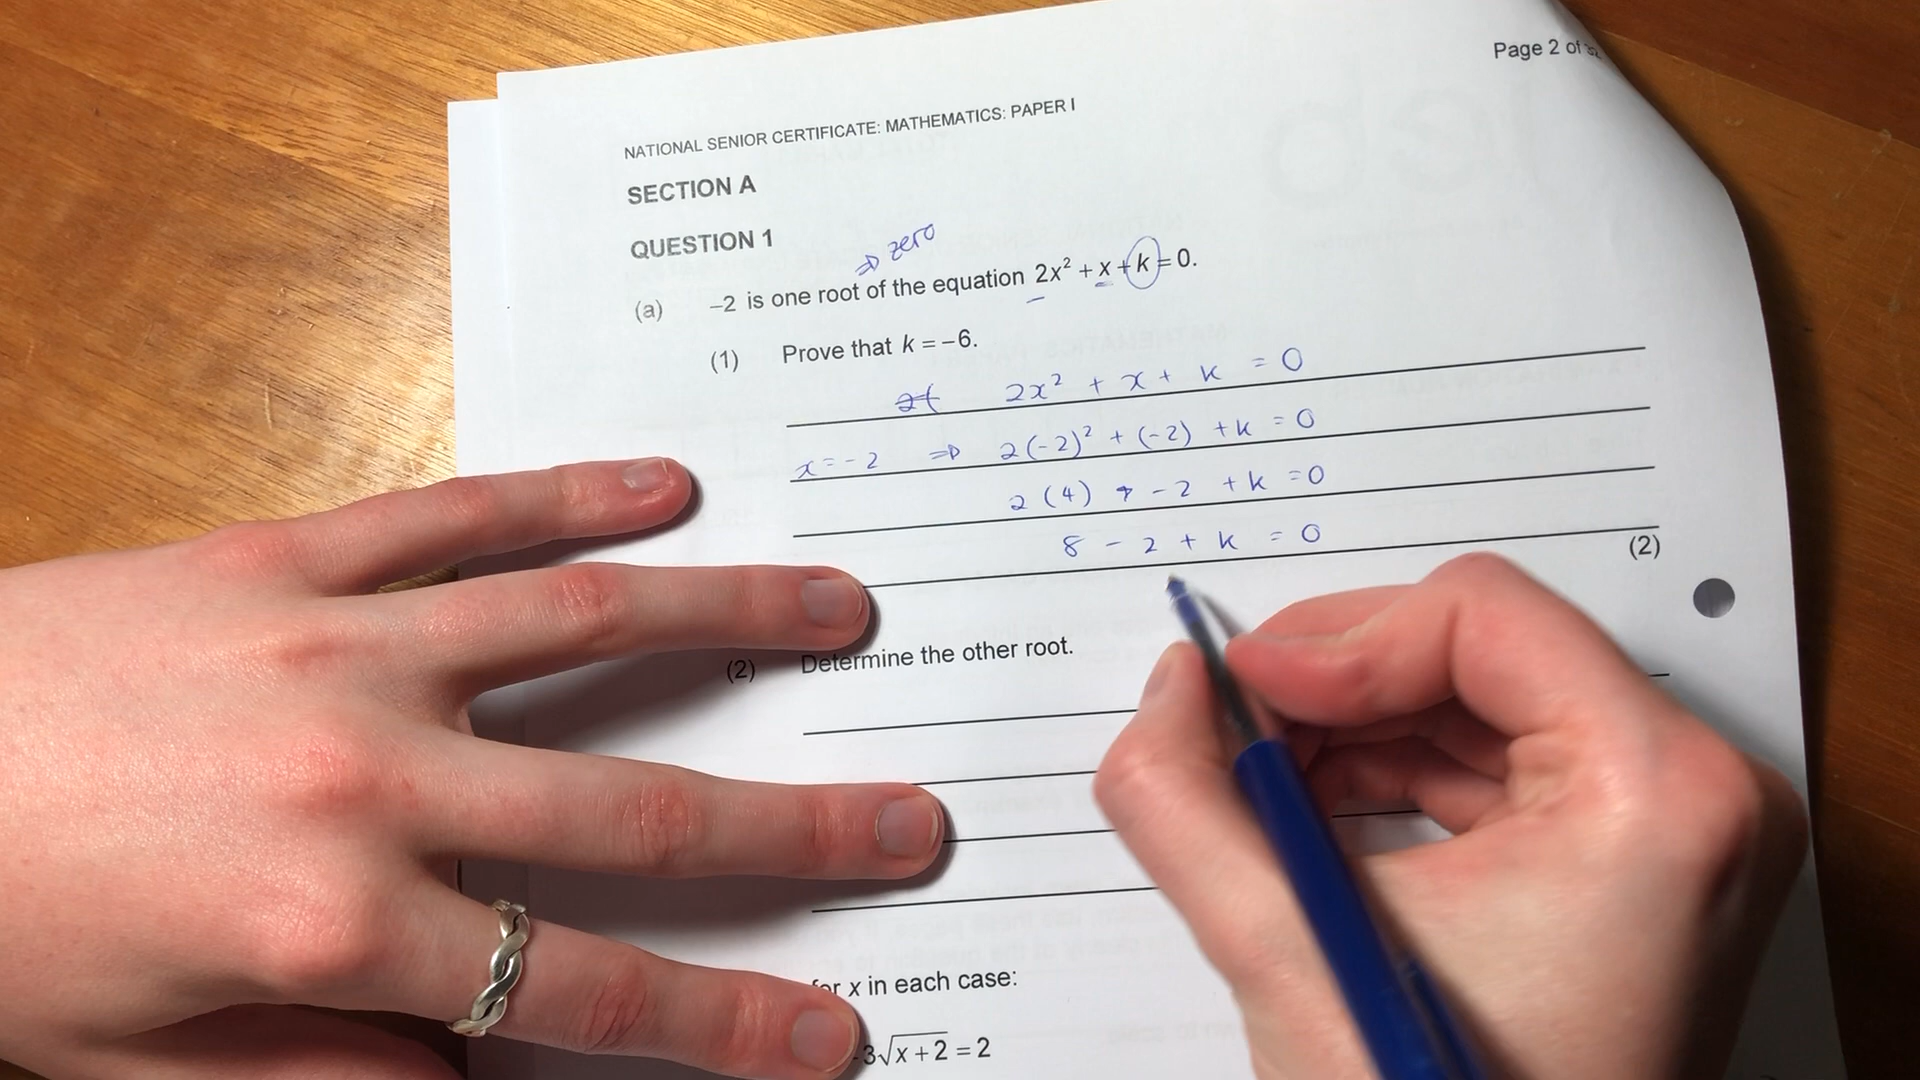 Page 2 of
NATIONAL SENIOR CERTIFICATE: MATHEMATICS: PAPER I
SECTION A
QUESTION 1
⇒ zero
(a) –2 is one root of the equation 2x² + x + k = 0.
(1) Prove that k = –6.
2x² + x + k = 0
x = -2 ⇒ 2(-2)² + (-2) + k = 0
2(4) - 2 + k = 0
8 - 2 + k = 0
(2)
(2) Determine the other root.
for x in each case:
3√x + 2 = 2